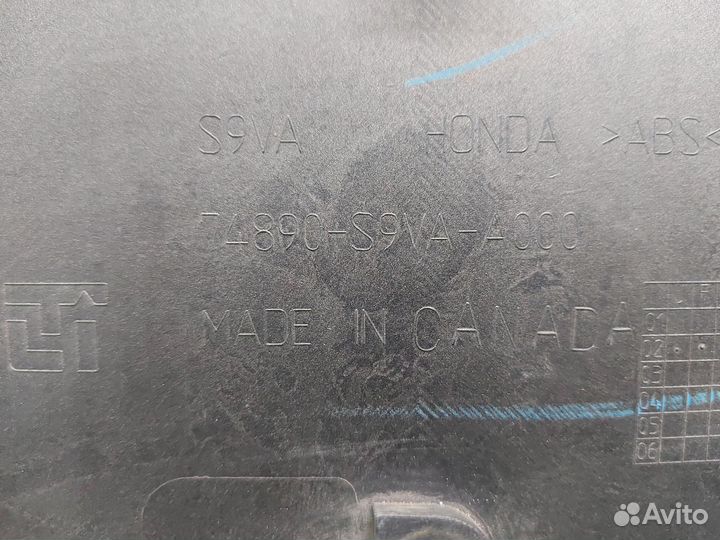 S9VA HONDA >ABS<
74890-S9VA-A000
MADE IN CANADA
01
02
03
04
05
06
Avito